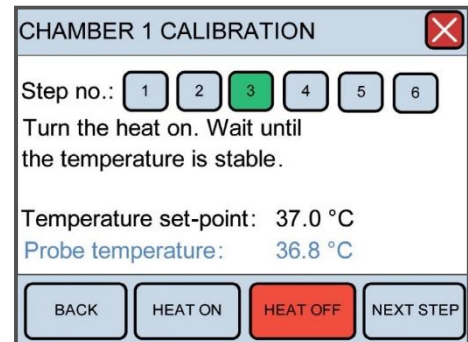 CHAMBER 1 CALIBRATION
Step no.: 1 2 3 4 5 6
Turn the heat on. Wait until
the temperature is stable.
Temperature set-point: 37.0 °C
Probe temperature: 36.8 °C
BACK HEAT ON HEAT OFF NEXT STEP